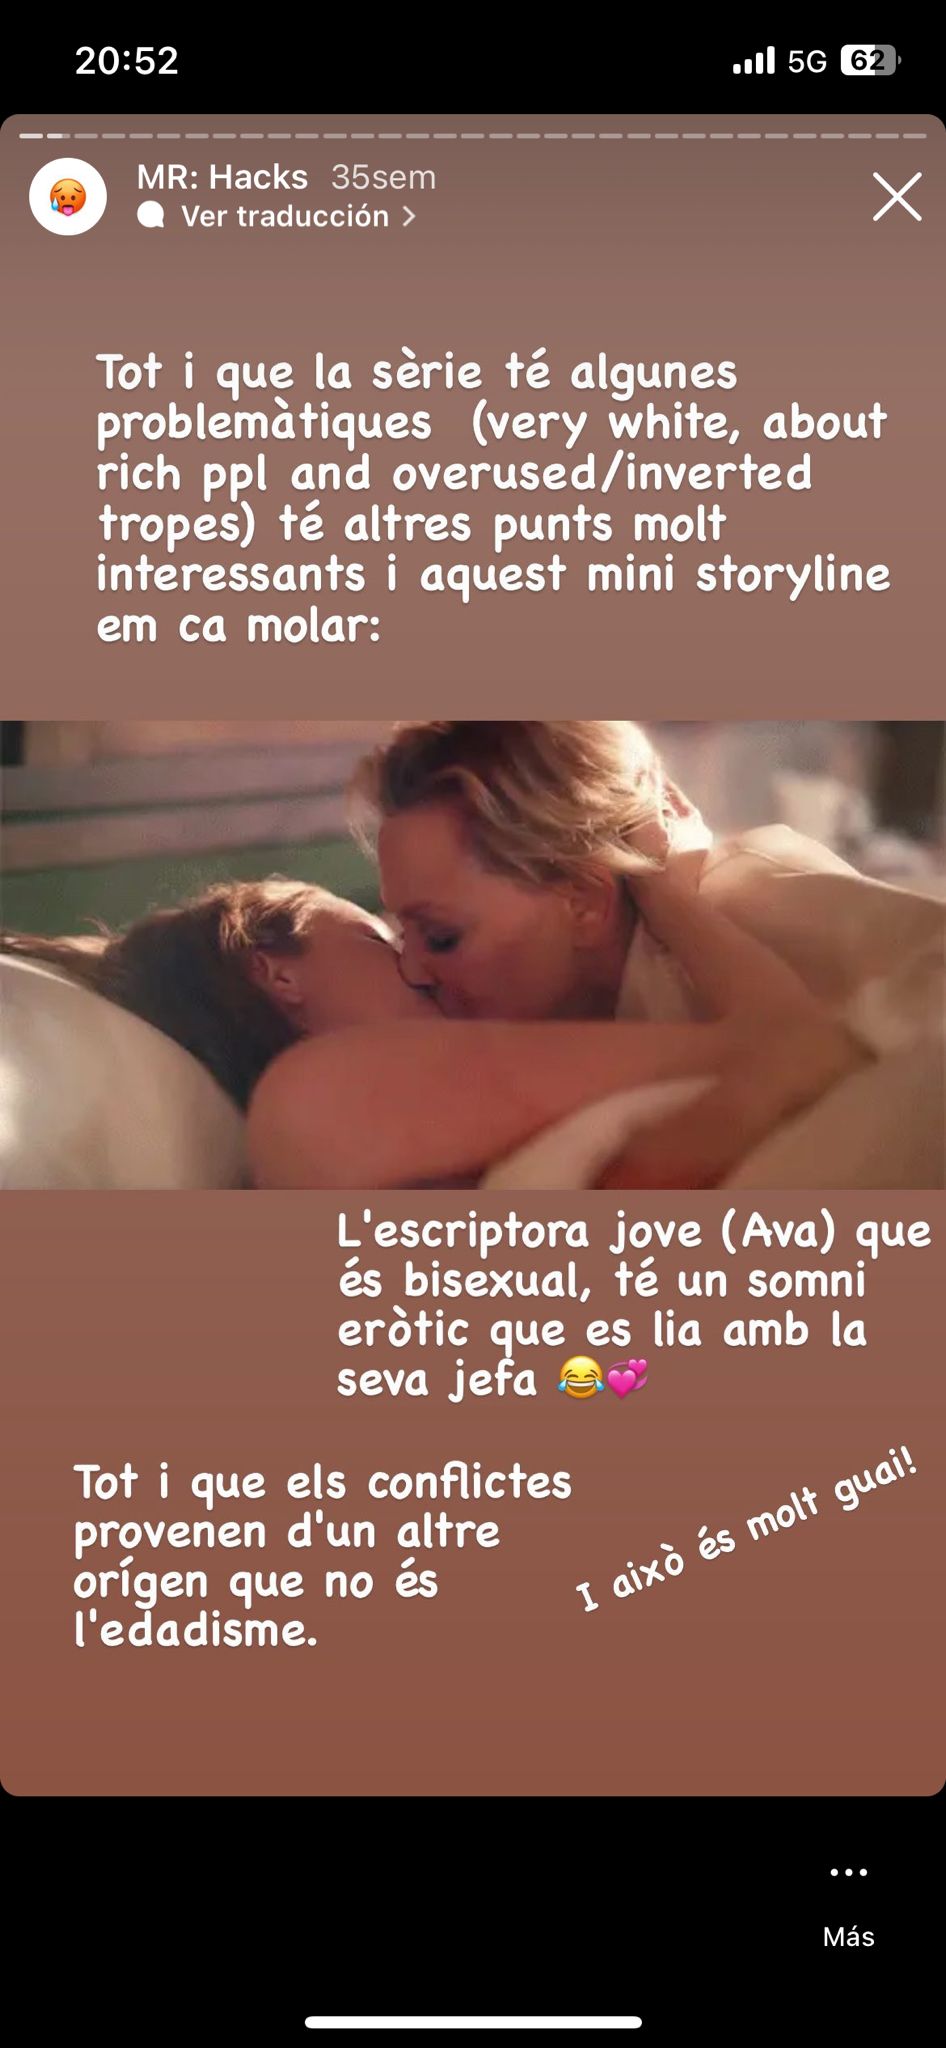 20:52
5G 62
MR: Hacks 35sem
Ver traducción >
Tot i que la sèrie té algunes
problemàtiques (very white, about
rich ppl and overused/inverted
tropes) té altres punts molt
interessants i aquest mini storyline
em ca molar:
L'escriptora jove (Ava) que
és bisexual, té un somni
eròtic que es lia amb la
seva jefa 😂💞
Tot i que els conflictes
provenen d'un altre
orígen que no és
l'edadisme.
I això és molt guai!
Más